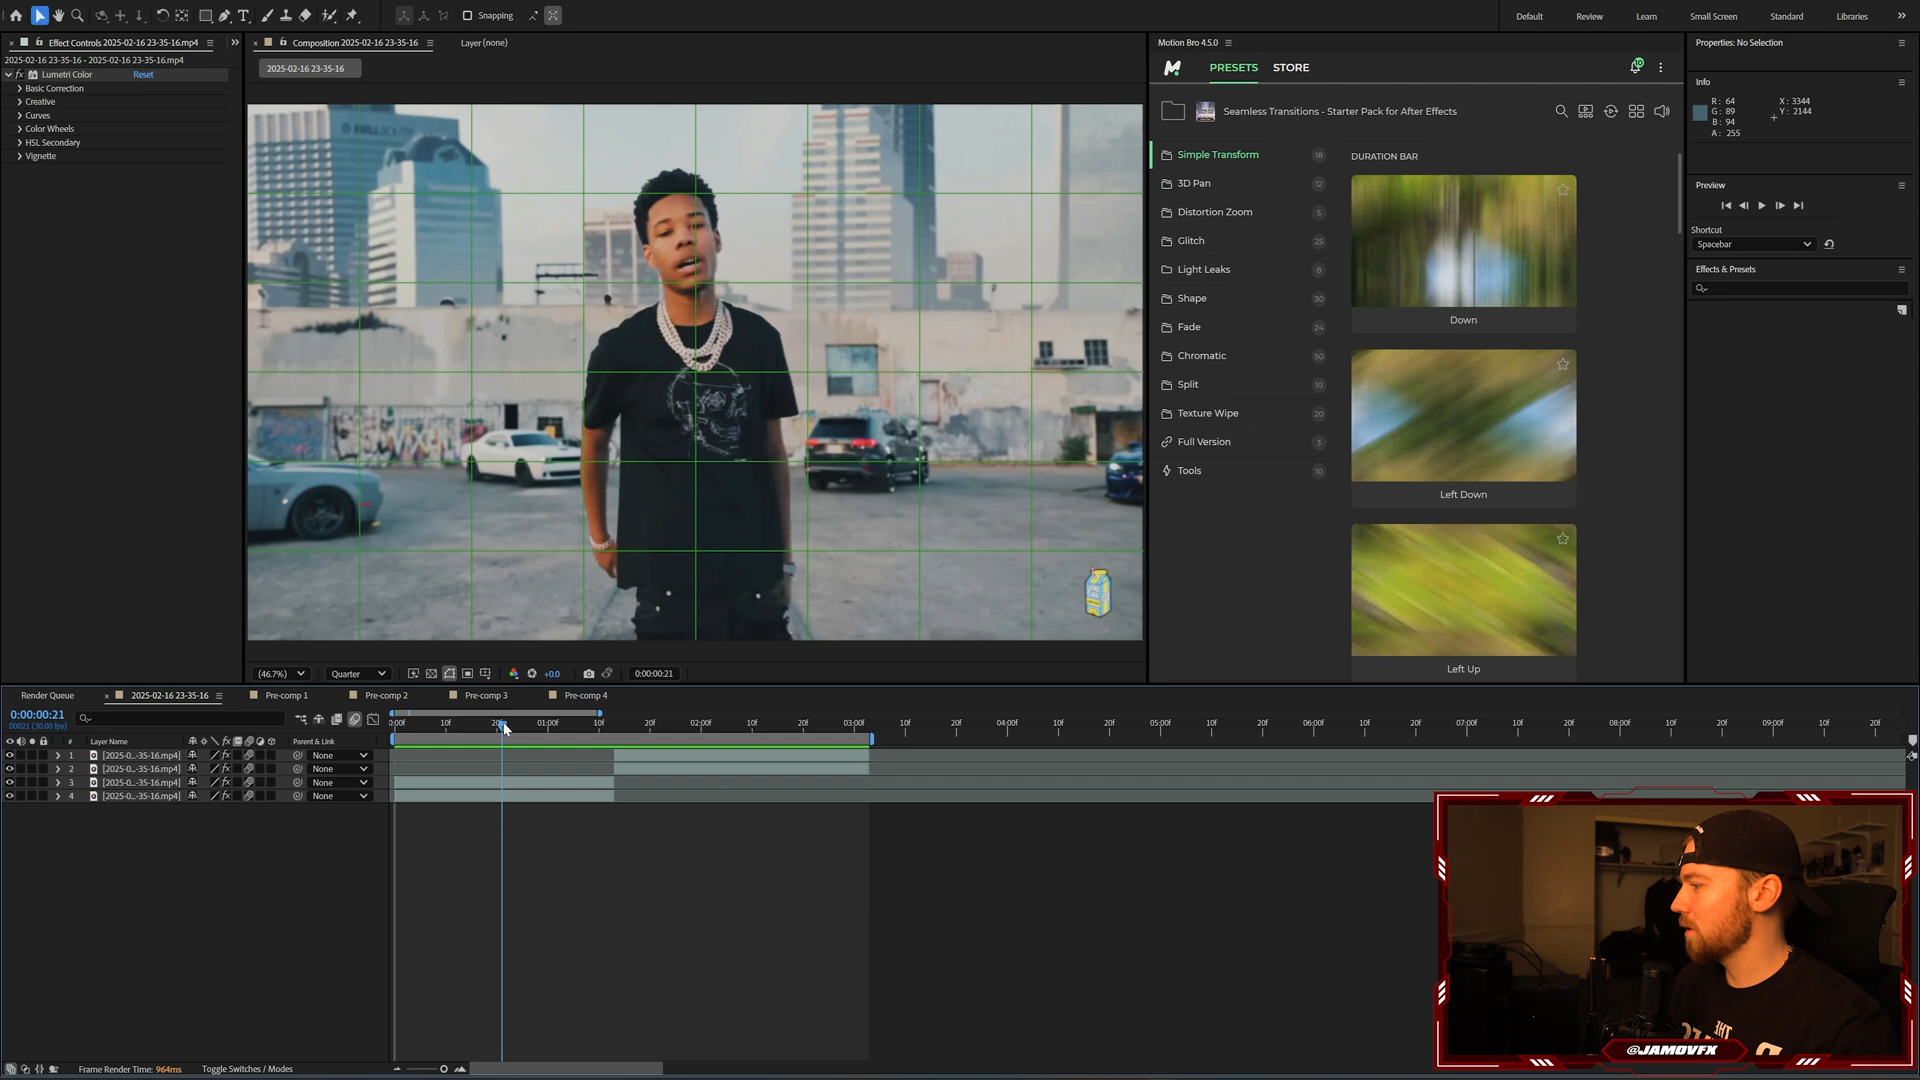 Snapping
Default
Review
Learn
Small Screen
Standard
Libraries
Effect Controls 2025-02-16 23-35-16.mp4
Composition 2025-02-16 23-35-16
Layer (none)
Motion Bro 4.5.0
Properties: No Selection
2025-02-16 23-35-16 • 2025-02-16 23-35-16.mp4
2025-02-16 23-35-16
PRESETS
STORE
fx Lumetri Color
Reset
Basic Correction
Creative
Curves
Color Wheels
HSL Secondary
Vignette
Info
R: 64
G: 89
B: 94
A: 255
X: 3344
Y: 2144
Seamless Transitions - Starter Pack for After Effects
Simple Transform 18
3D Pan 12
Distortion Zoom 5
Glitch 25
Light Leaks 8
Shape 30
Fade 24
Chromatic 50
Split 10
Texture Wipe 20
Full Version 3
Tools 10
DURATION BAR
Down
Left Down
Left Up
Preview
Shortcut
Spacebar
Effects & Presets
(46.7%)
Quarter
+0.0
0:00:00:21
Render Queue
2025-02-16 23-35-16
Pre-comp 1
Pre-comp 2
Pre-comp 3
Pre-comp 4
0:00:00:21
00021 (30.00 fps)
0:00f 10f 20f 01:00f 10f 20f 02:00f 10f 20f 03:00f 10f 20f 04:00f 10f 20f 05:00f 10f 20f 06:00f 10f 20f 07:00f 10f 20f 08:00f 10f 20f 09:00f 10f 20f
# Layer Name fx Parent & Link
1 [2025-0...-35-16.mp4] fx None
2 [2025-0...-35-16.mp4] fx None
3 [2025-0...-35-16.mp4] fx None
4 [2025-0...-35-16.mp4] fx None
@JAMOVFX
Frame Render Time: 964ms
Toggle Switches / Modes